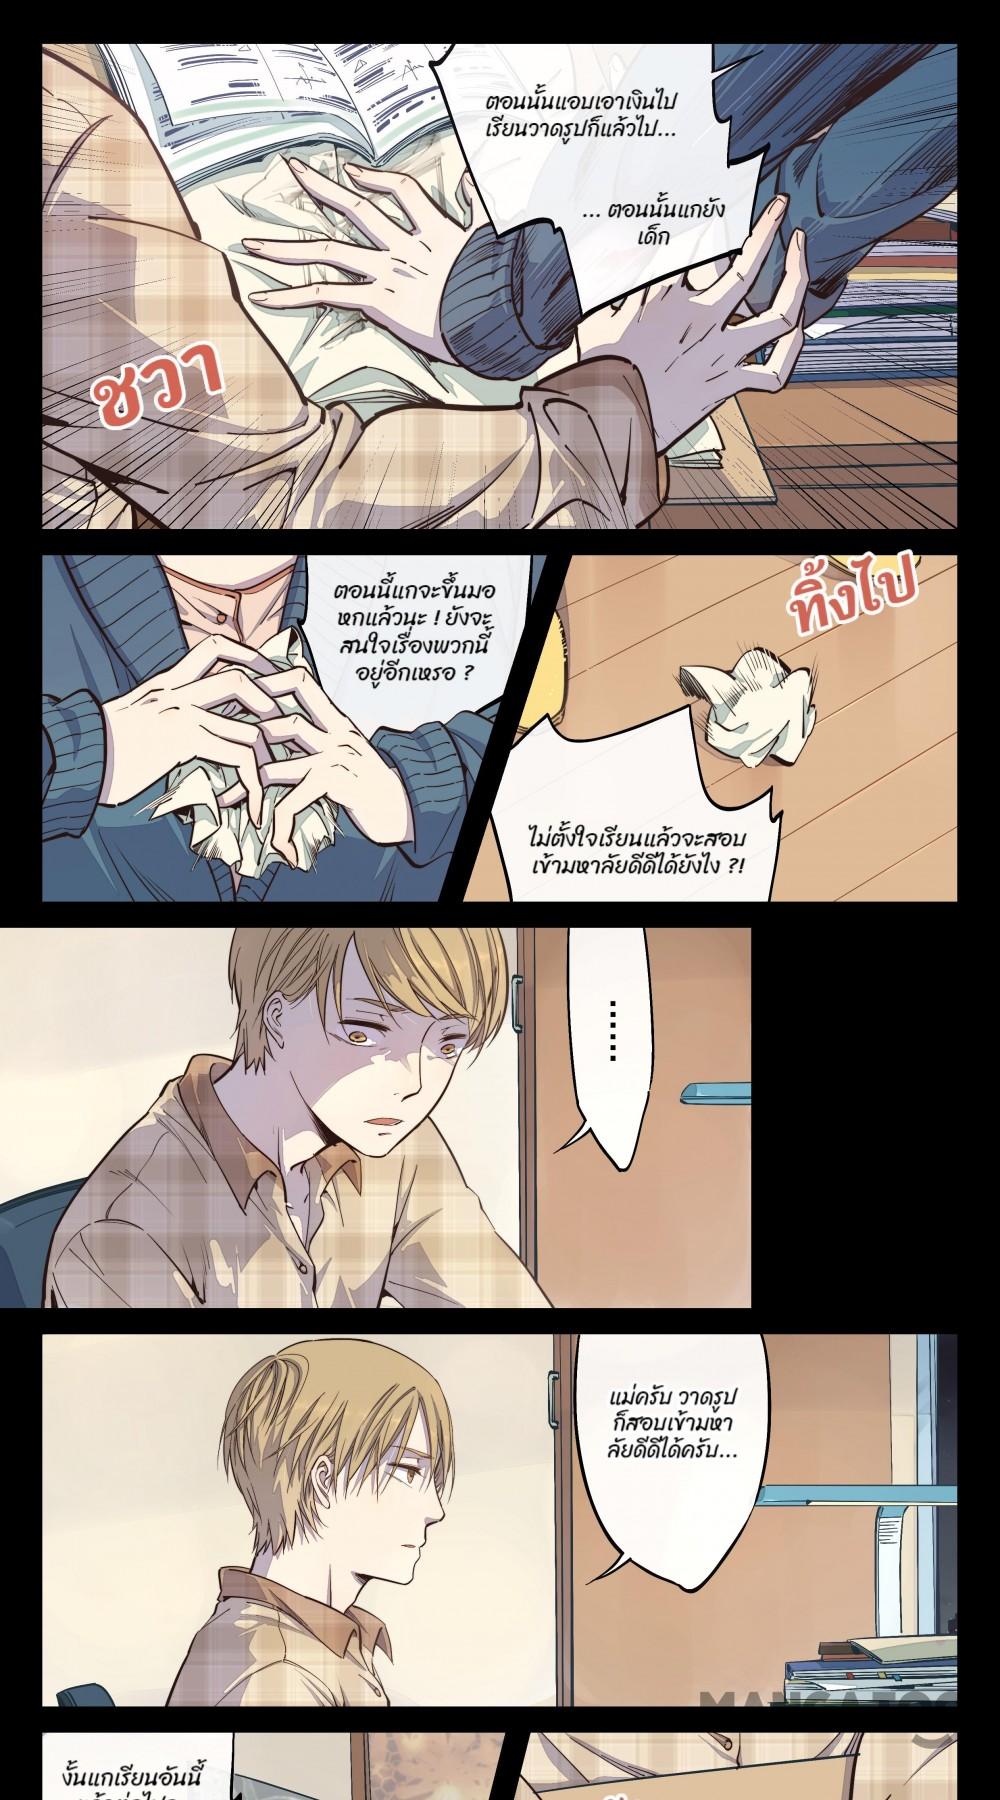 ตอนนั้นแอบเอาเงินไป
เรียนวาดรูปก็แล้วไป...
... ตอนนั้นแกยัง
เด็ก
ชวา
ตอนนี้แกจะขึ้นมอ
หกแล้วนะ ! ยังจะ
สนใจเรื่องพวกนี้
อยู่อีกเหรอ ?
ทิ้งไป
ไม่ตั้งใจเรียนแล้วจะสอบ
เข้ามหาลัยดีดีได้ยังไง ?!
......
แม่ครับ วาดรูป
ก็สอบเข้ามหา
ลัยดีดีได้ครับ...
งั้นแกเรียนอันนี้